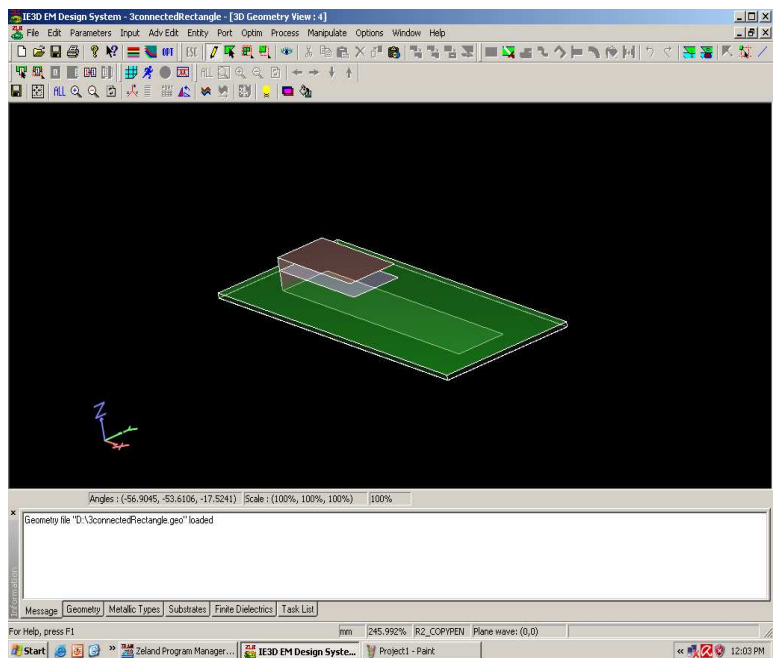 IE3D EM Design System - 3connectedRectangle - [3D Geometry View : 4]
File Edit Parameters Input Adv Edit Entity Port Optim Process Manipulate Options Window Help
ESC
ALL
ALL
Z
Angles : (-56.9045, -53.6106, -17.5241) Scale : (100%, 100%, 100%) 100%
Geometry file "D:\3connectedRectangle.geo" loaded
Information
Message Geometry Metallic Types Substrates Finite Dielectrics Task List
For Help, press F1 mm 245.992% R2_COPYPEN Plane wave: (0,0)
Start Zeland Program Manager... IE3D EM Design Syste... Project1 - Paint 12:03 PM